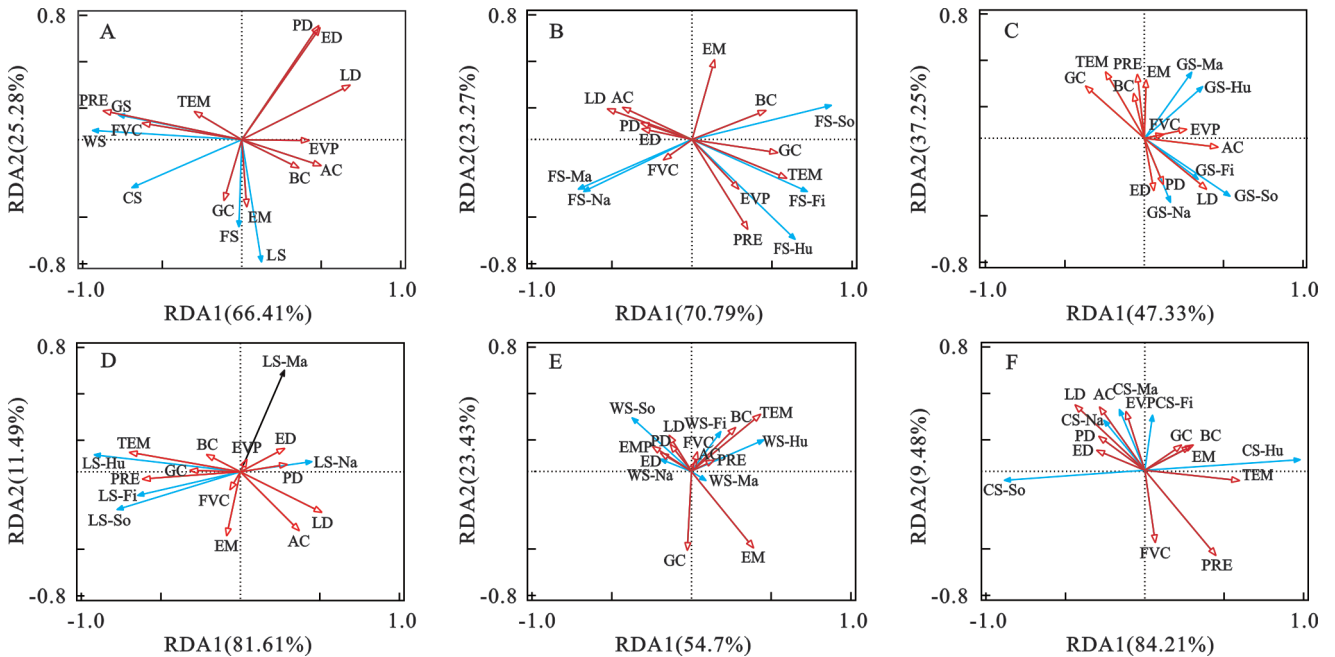 A
0.8
-0.8
-1.0
1.0
RDA1(66.41%)
RDA2(25.28%)
PD
ED
LD
PRE
GS
TEM
FVC
WS
EVP
AC
BC
CS
GC
EM
FS
LS
B
0.8
-0.8
-1.0
1.0
RDA1(70.79%)
RDA2(23.27%)
EM
LD
AC
BC
FS-So
PD
ED
GC
FVC
TEM
FS-Ma
FS-Na
EVP
FS-Fi
PRE
FS-Hu
C
0.8
-0.8
-1.0
1.0
RDA1(47.33%)
RDA2(37.25%)
TEM
PRE
EM
GS-Ma
GC
BC
GS-Hu
FVC
EVP
AC
GS-Fi
ED
PD
LD
GS-So
GS-Na
D
0.8
-0.8
-1.0
1.0
RDA1(81.61%)
RDA2(11.49%)
LS-Ma
TEM
BC
EVP
ED
LS-Hu
GC
LS-Na
PRE
PD
LS-Fi
FVC
LS-So
LD
EM
AC
E
0.8
-0.8
-1.0
1.0
RDA1(54.7%)
RDA2(23.43%)
WS-So
LD
WS-Fi
BC
TEM
EMP
PD
FVC
WS-Hu
ED
AC
PRE
WS-Na
WS-Ma
GC
EM
F
0.8
-0.8
-1.0
1.0
RDA1(84.21%)
RDA2(9.48%)
LD
AC
CS-Ma
EVP
CS-Fi
CS-Na
PD
ED
GC
BC
EM
CS-Hu
CS-So
TEM
FVC
PRE